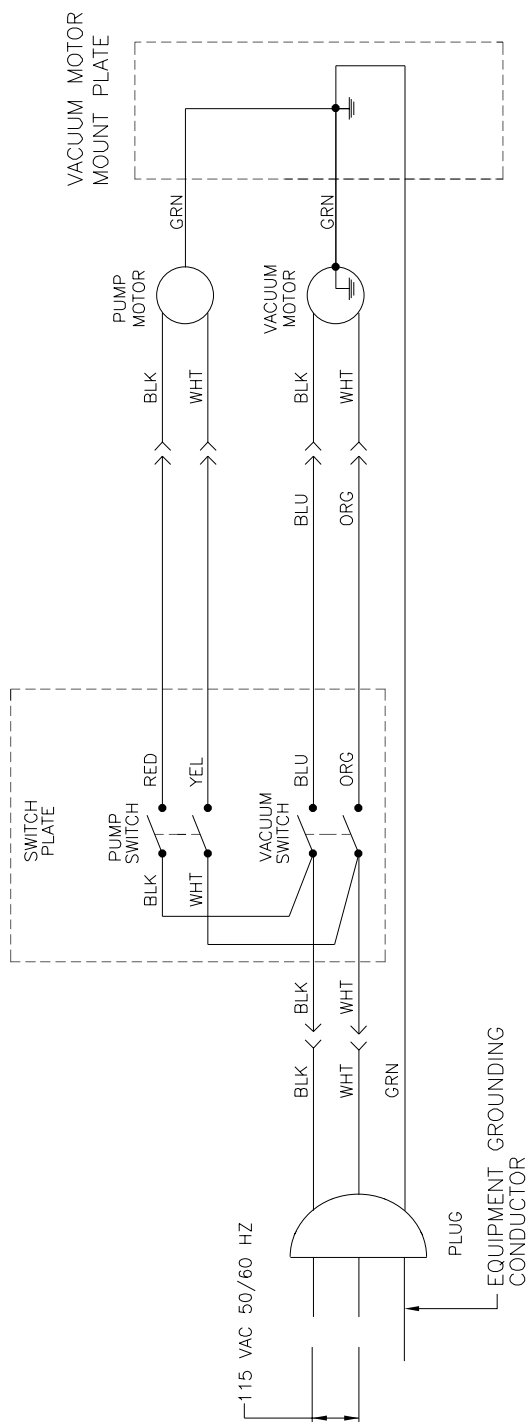 VACUUM MOTOR
MOUNT PLATE
GRN
GRN
PUMP
MOTOR
VACUUM
MOTOR
BLK
WHT
BLK
WHT
BLU
ORG
SWITCH
PLATE
RED
YEL
BLU
ORG
PUMP
SWITCH
VACUUM
SWITCH
BLK
WHT
BLK
WHT
BLK
WHT
GRN
115 VAC 50/60 HZ
PLUG
EQUIPMENT GROUNDING
CONDUCTOR